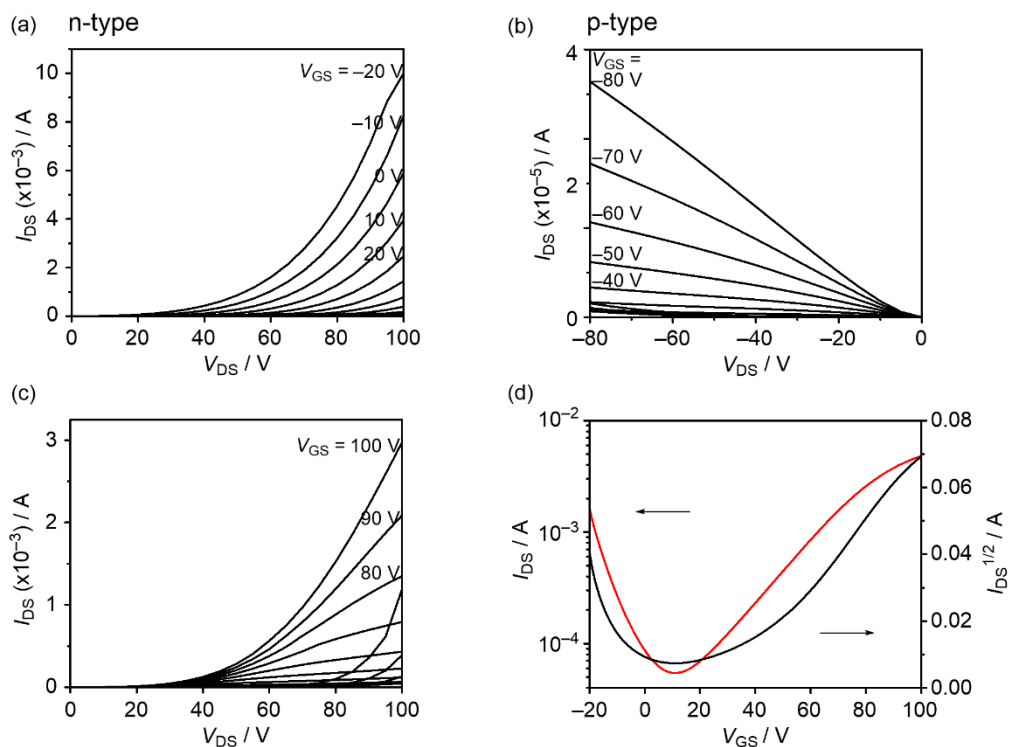 (a) n-type
I_DS (x10⁻³) / A
10
8
6
4
2
0
V_GS = –20 V
–10 V
0 V
10 V
20 V
0 20 40 60 80 100
V_DS / V
(b) p-type
I_DS (x10⁻⁵) / A
4
2
0
V_GS =
–80 V
–70 V
–60 V
–50 V
–40 V
–80 –60 –40 –20 0
V_DS / V
(c)
I_DS (x10⁻³) / A
3
2
1
0
V_GS = 100 V
90 V
80 V
0 20 40 60 80 100
V_DS / V
(d)
I_DS / A
10⁻²
10⁻³
10⁻⁴
0.08
0.06
0.04
0.02
0.00
I_DS^1/2 / A
–20 0 20 40 60 80 100
V_GS / V